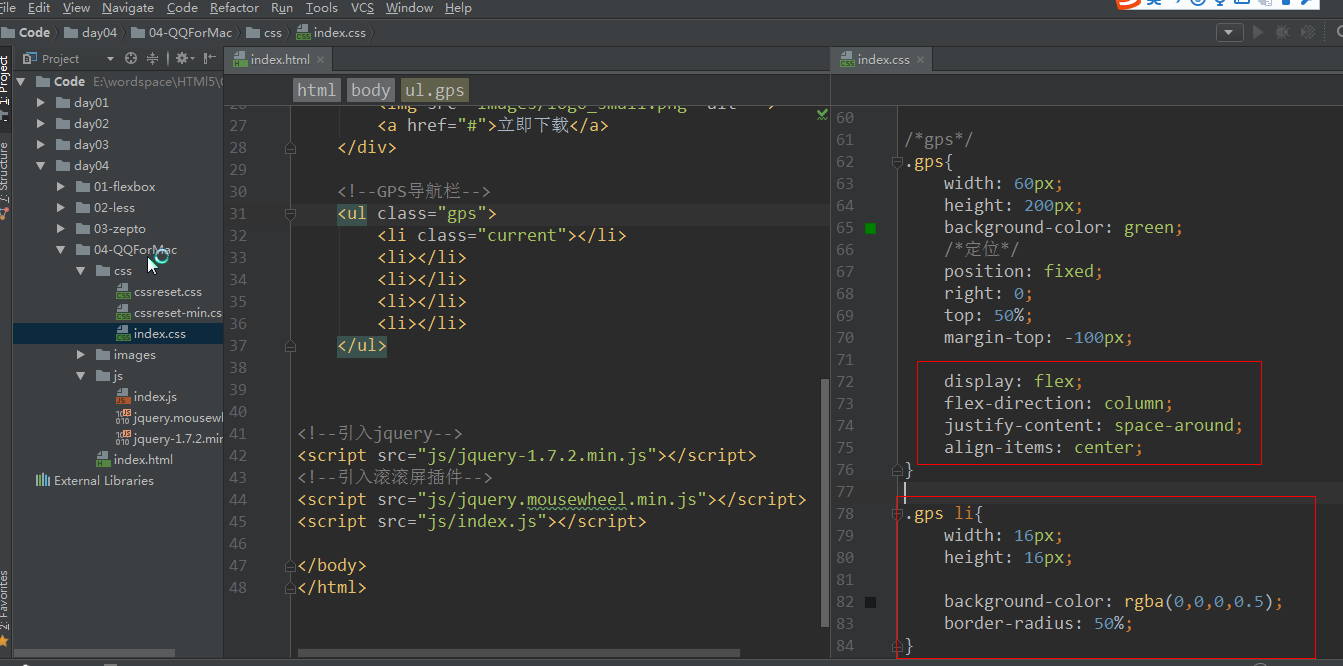 File Edit View Navigate Code Refactor Run Tools VCS Window Help
Code day04 04-QQForMac css index.css
1: Project
7: Structure
2: Favorites
Project
Code E:\wordspace\HTMl5\
day01
day02
day03
day04
01-flexbox
02-less
03-zepto
04-QQForMac
css
cssreset.css
cssreset-min.cs
index.css
images
js
index.js
jquery.mousew
jquery-1.7.2.mir
index.html
External Libraries
index.html
html body ul.gps
27 <a href="#">立即下载</a>
28 </div>
29
30 <!--GPS导航栏-->
31 <ul class="gps">
32 <li class="current"></li>
33 <li></li>
34 <li></li>
35 <li></li>
36 <li></li>
37 </ul>
38
39
40
41 <!--引入jquery-->
42 <script src="js/jquery-1.7.2.min.js"></script>
43 <!--引入滚滚屏插件-->
44 <script src="js/jquery.mousewheel.min.js"></script>
45 <script src="js/index.js"></script>
46
47 </body>
48 </html>
index.css
60
61 /*gps*/
62 .gps{
63 width: 60px;
64 height: 200px;
65 background-color: green;
66 /*定位*/
67 position: fixed;
68 right: 0;
69 top: 50%;
70 margin-top: -100px;
71
72 display: flex;
73 flex-direction: column;
74 justify-content: space-around;
75 align-items: center;
76 }
77
78 .gps li{
79 width: 16px;
80 height: 16px;
81
82 background-color: rgba(0,0,0,0.5);
83 border-radius: 50%;
84 }